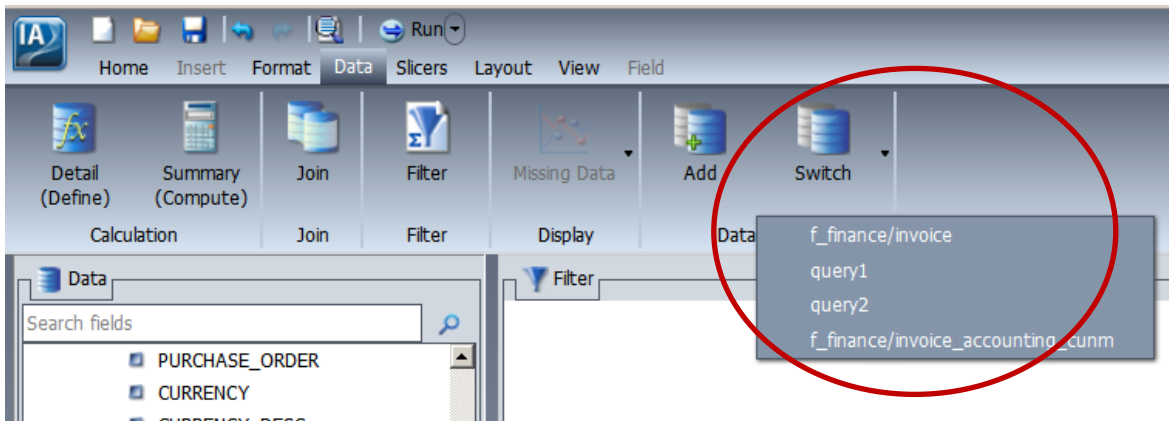 IA
Run
Home Insert Format Data Slicers Layout View Field
Detail (Define)
Summary (Compute)
Join
Filter
Missing Data
Add
Switch
Calculation Join Filter Display Data
f_finance/invoice
query1
query2
f_finance/invoice_accounting_cunm
Data
Search fields
PURCHASE_ORDER
CURRENCY
CURRENCY_DESC
Filter